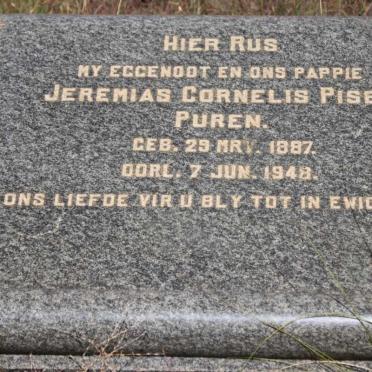 HIER RUS
MY EGGENOOT EN ONS PAPPIE
JEREMIAS CORNELIS
PUREN.
GEB. 29 MRT. 1887.
OORL. 7 JUN. 1948.
ONS LIEFDE VIR U BLY TOT IN